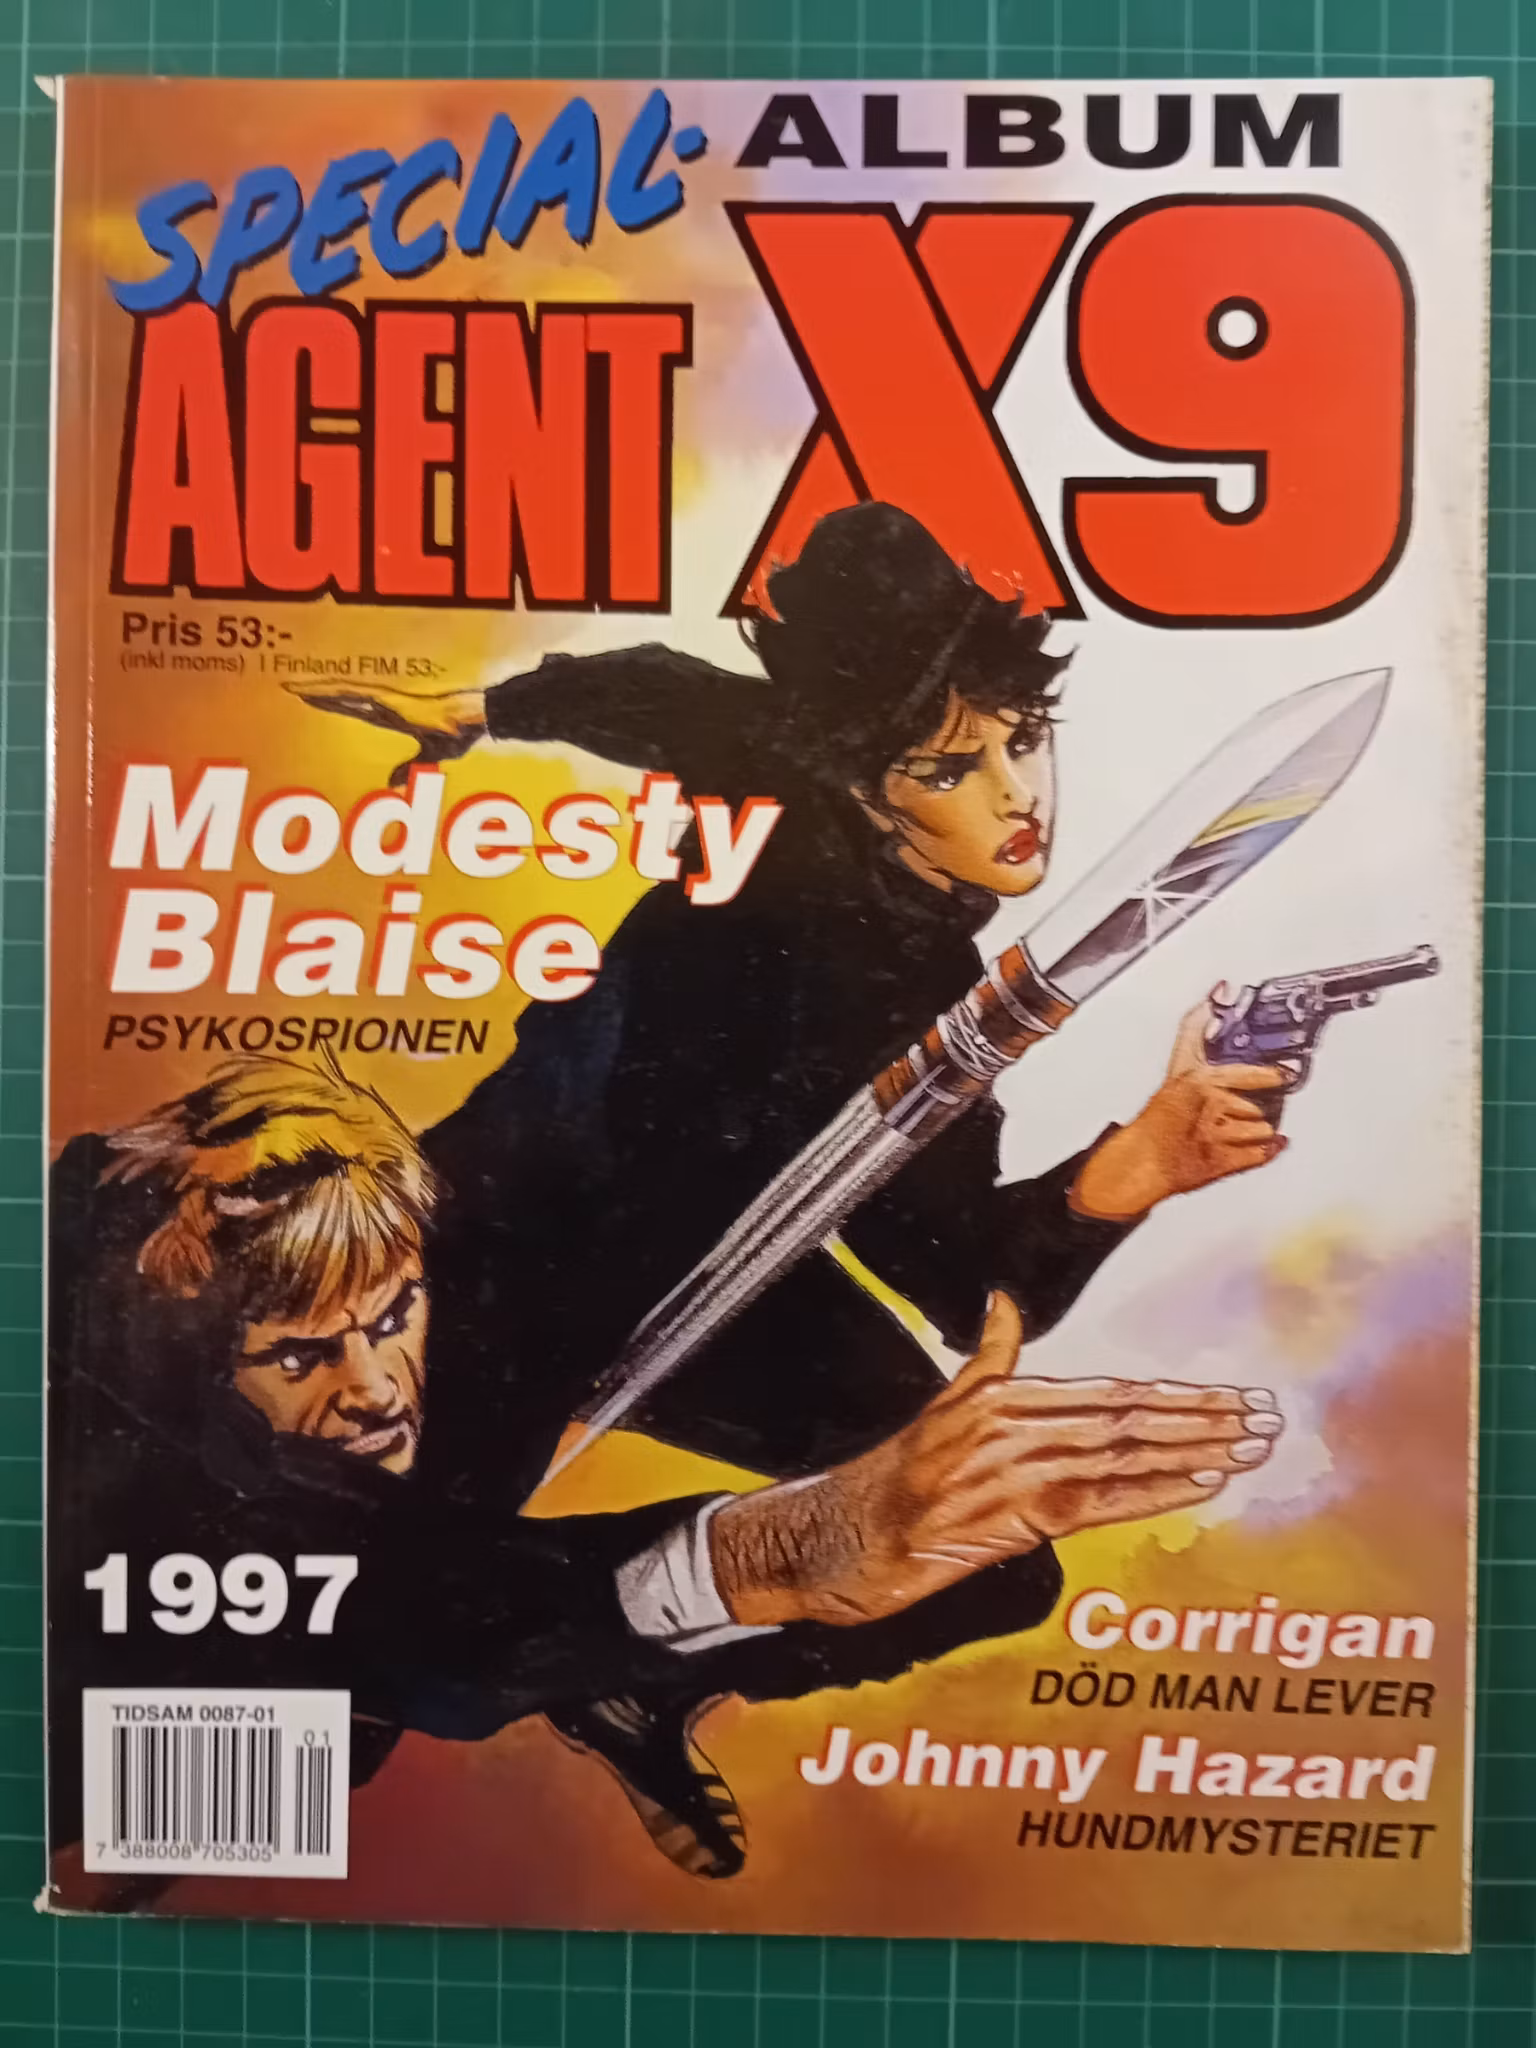 SPECIAL-ALBUM
AGENT X9
Pris 53:-
(inkl moms) I Finland FIM 53;-
Modesty
Blaise
PSYKOSPIONEN
1997
Corrigan
DÖD MAN LEVER
Johnny Hazard
HUNDMYSTERIET
TIDSAM 0087-01
01
7 388008 705305